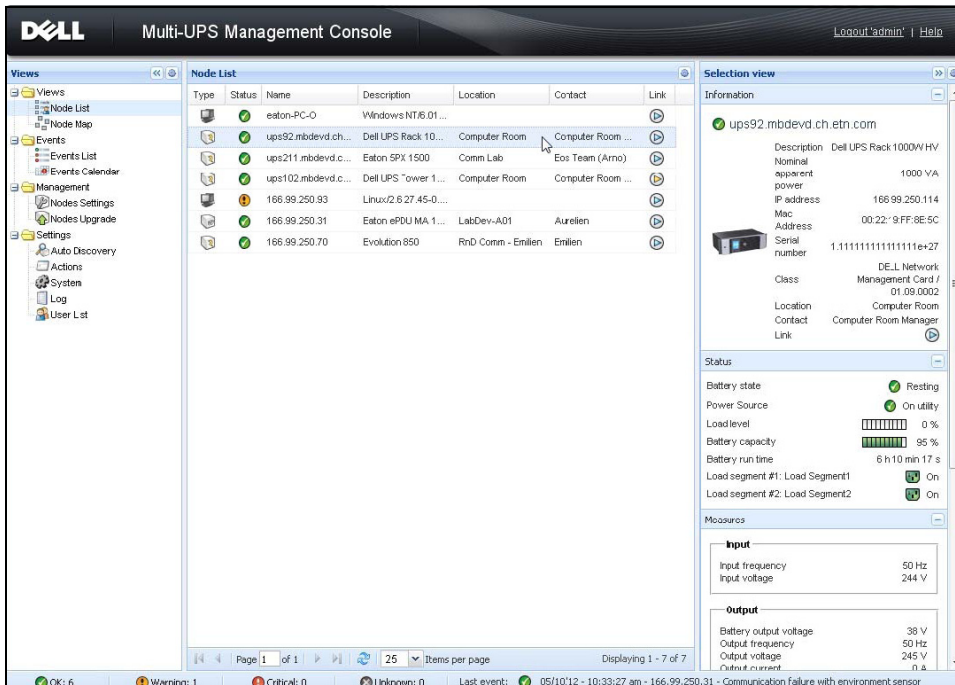 DELL Multi-UPS Management Console Logout 'admin' | Help
Views
Views
Node List
Node Map
Events
Events List
Events Calendar
Management
Nodes Settings
Nodes Upgrade
Settings
Auto Discovery
Actions
System
Log
User List
Node List
Type Status Name Description Location Contact Link
eaton-PC-O Windows NT/6.01...
ups92.mbdevd.ch... Dell UPS Rack 10... Computer Room Computer Room ...
ups211.mbdevd.c... Eaton 5PX 1500 Comm Lab Eos Team (Arno)
ups102.mbdevd.c... Dell UPS Tower 1... Computer Room Computer Room ...
166.99.250.93 Linux/2.6 27.45-0....
166.99.250.31 Eaton ePDU MA 1... LabDev-A01 Aurelien
166.99.250.70 Evolution 850 RnD Comm - Emilien Emilien
Page 1 of 1 25 Items per page Displaying 1 - 7 of 7
Selection view
Information
ups92.mbdevd.ch.etn.com
Description Dell UPS Rack 1000W HV
Nominal apparent power 1000 VA
IP address 166 99 250.114
Mac Address 00:22:'9:FF:8E:5C
Serial number 1.111111111111111e+27
Class DELL Network Management Card / 01.09.0002
Location Computer Room
Contact Computer Room Manager
Link
Status
Battery state Resting
Power Source On utility
Load level 0 %
Battery capacity 95 %
Battery run time 6 h 10 min 17 s
Load segment #1: Load Segment1 On
Load segment #2: Load Segment2 On
Measures
Input
Input frequency 50 Hz
Input voltage 244 V
Output
Battery output voltage 38 V
Output frequency 50 Hz
Output voltage 245 V
Output current 0 A
OK: 6 Warning: 1 Critical: 0 Unknown: 0 Last event: 05/10/12 - 10:33:27 am - 166.99.250.31 - Communication failure with environment sensor